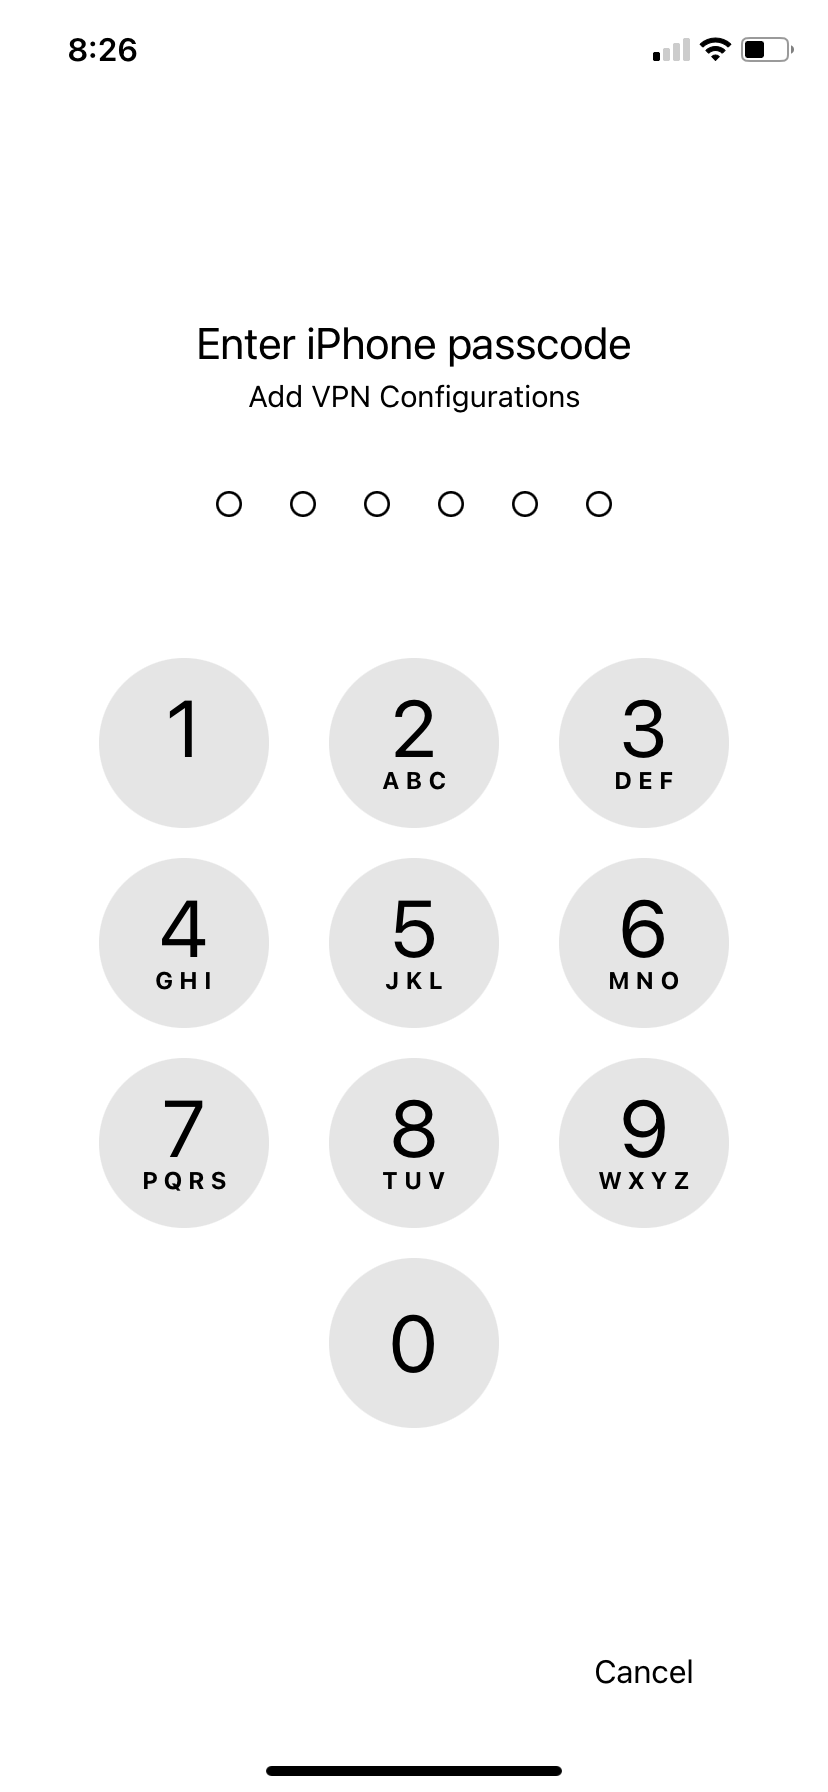 8:26
Enter iPhone passcode
Add VPN Configurations
1
2
ABC
3
DEF
4
GHI
5
JKL
6
MNO
7
PQRS
8
TUV
9
WXYZ
0
Cancel